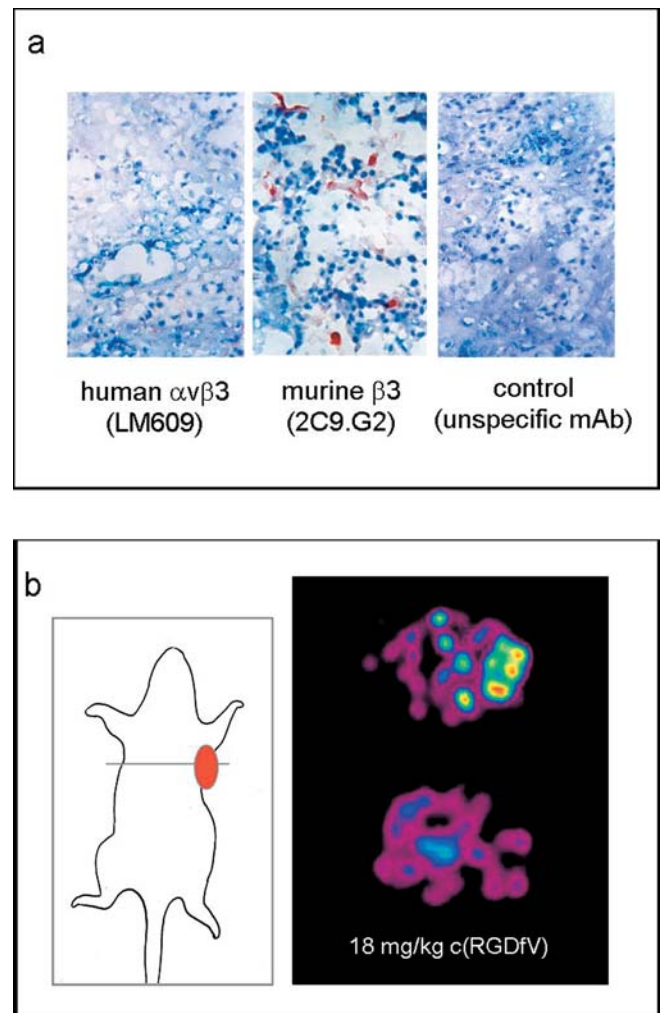 a
human αvβ3
(LM609)
murine β3
(2C9.G2)
control
(unspecific mAb)
b
18 mg/kg c(RGDfV)